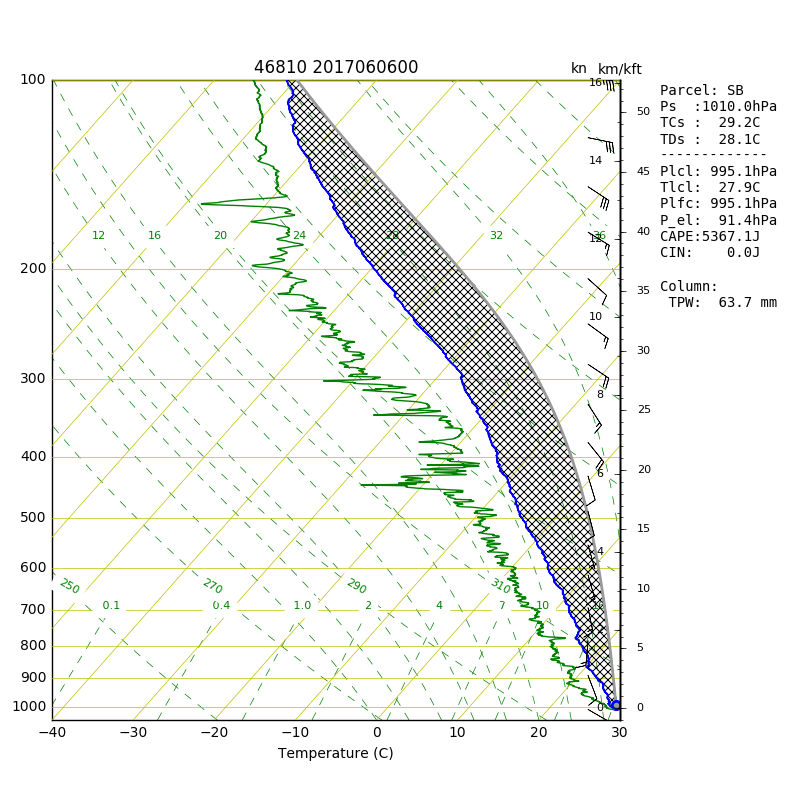 46810 2017060600
kn km/kft
100
200
300
400
500
600
700
800
900
1000
16
14
12
10
8
6
4
2
0
50
45
40
35
30
25
20
15
10
5
0
12 16 20 24 28 32 36
250 270 290 310
0.1 0.4 1.0 2 4 7 10 16
−40 −30 −20 −10 0 10 20 30
Temperature (C)
Parcel: SB
Ps :1010.0hPa
TCs : 29.2C
TDs : 28.1C
-------------
Plcl: 995.1hPa
Tlcl: 27.9C
Plfc: 995.1hPa
P_el: 91.4hPa
CAPE:5367.1J
CIN: 0.0J
Column:
TPW: 63.7 mm